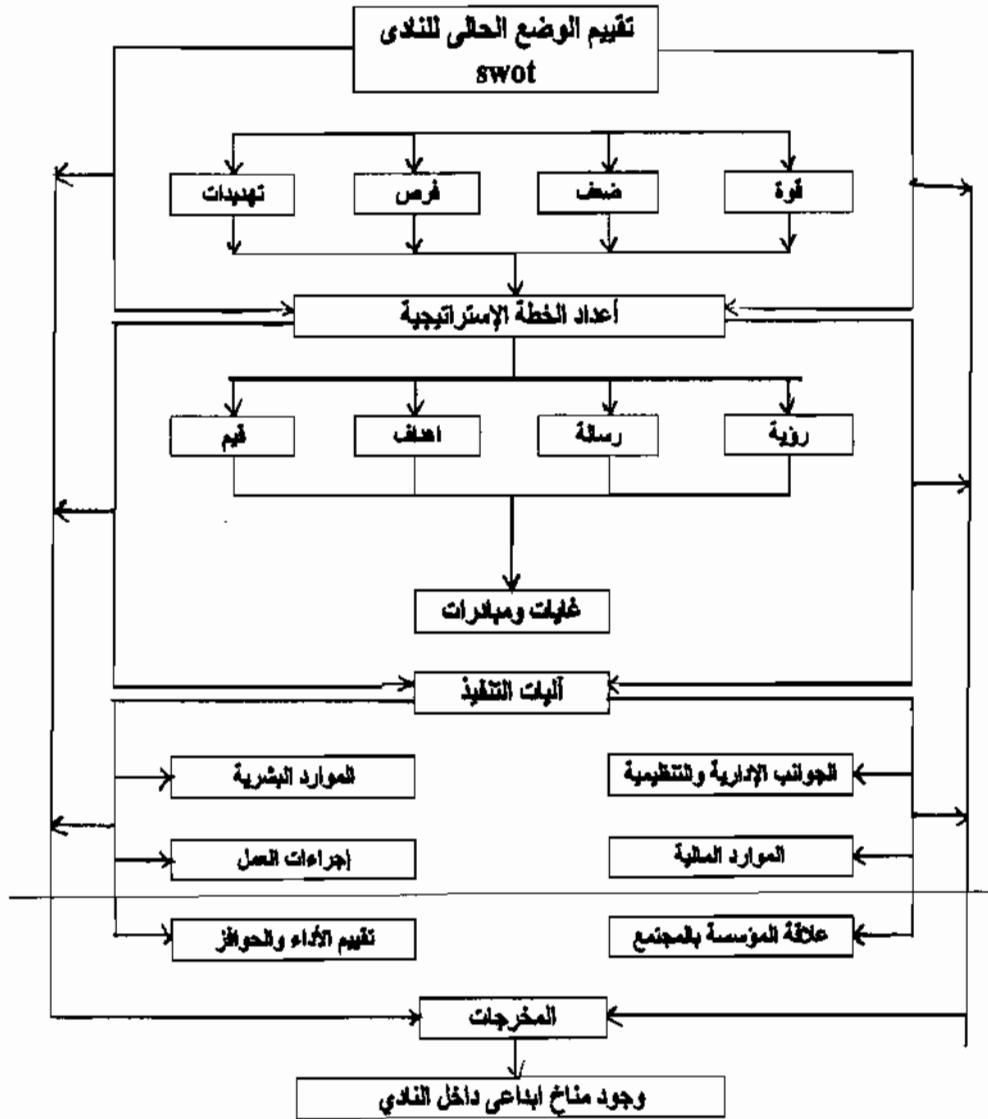 تقييم الوضع الحالى للنادى
swot
قوة
ضعف
فرص
تهديدات
أعداد الخطة الإستراتيجية
رؤية
رسالة
اهداف
قيم
غايات ومبادرات
آليات التنفيذ
الجوانب الإدارية والتنظيمية
الموارد البشرية
الموارد المالية
إجراءات العمل
علاقة المؤسسة بالمجتمع
تقييم الأداء والحوافز
المخرجات
وجود مناخ ابداعى داخل النادي